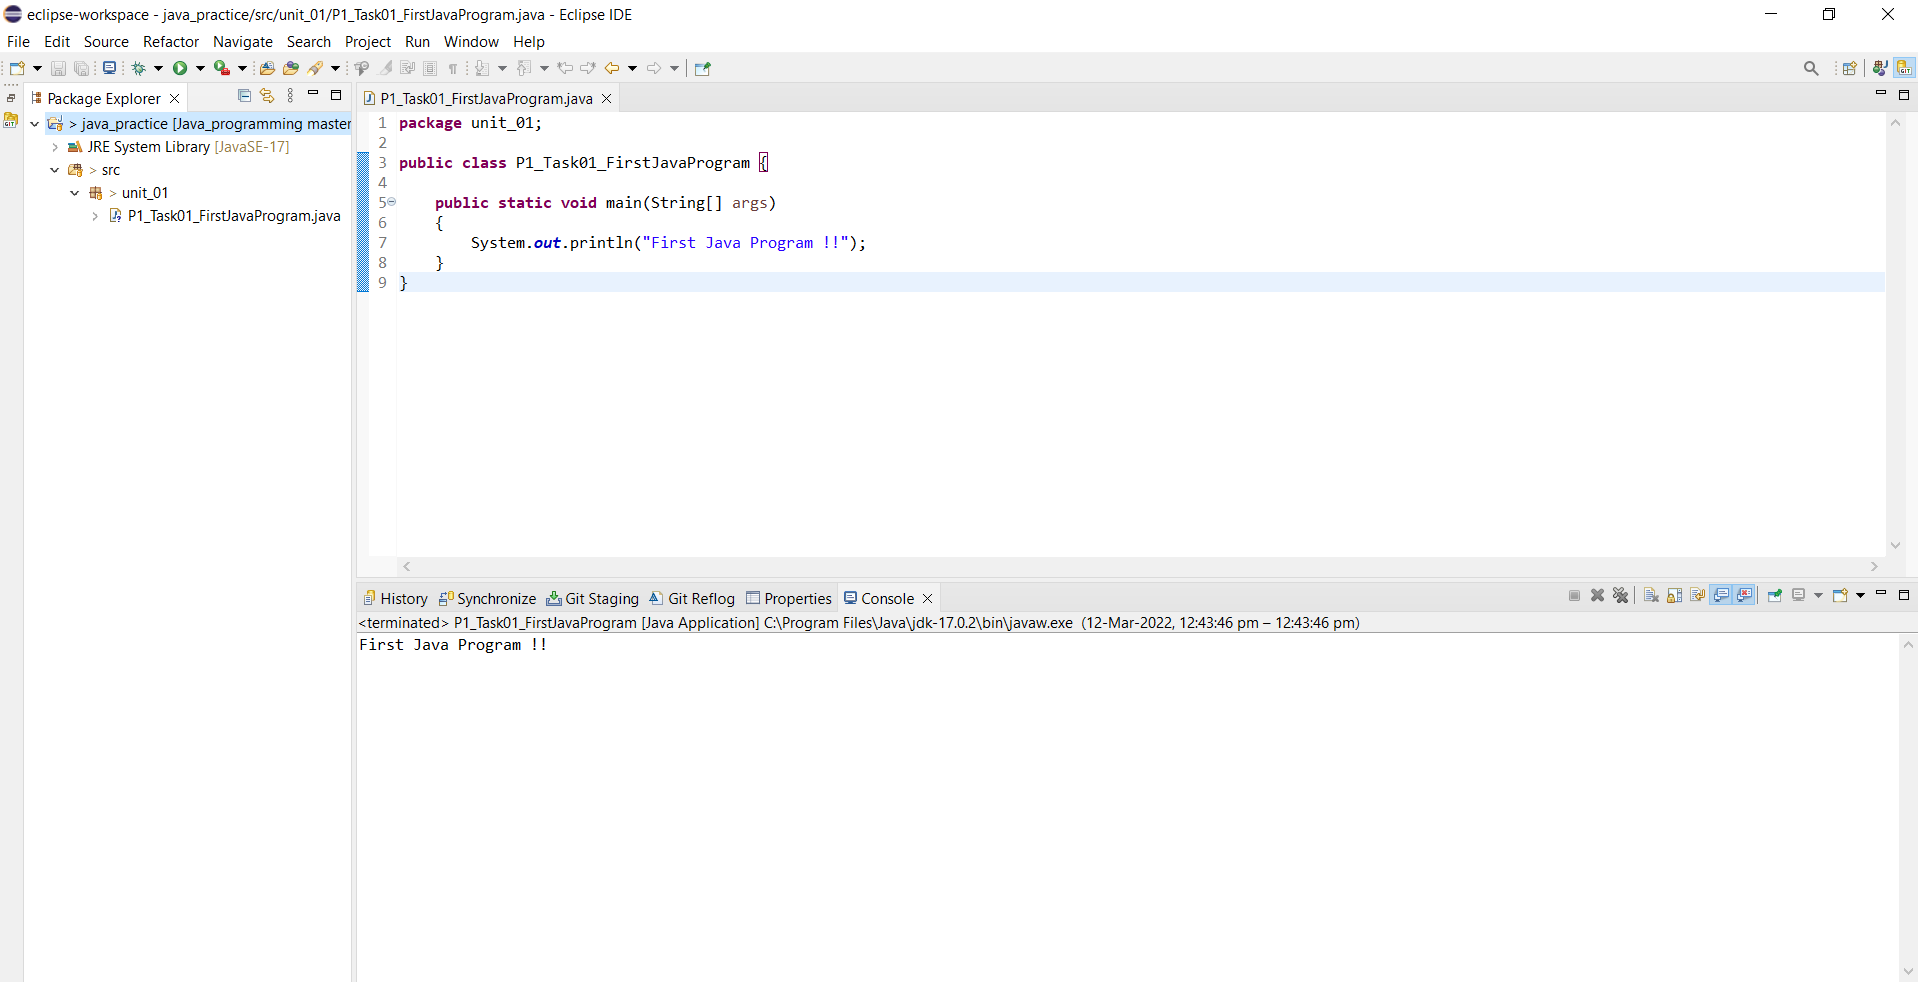 eclipse-workspace - java_practice/src/unit_01/P1_Task01_FirstJavaProgram.java - Eclipse IDE
File Edit Source Refactor Navigate Search Project Run Window Help
Package Explorer
> java_practice [Java_programming master
JRE System Library [JavaSE-17]
> src
> unit_01
P1_Task01_FirstJavaProgram.java
P1_Task01_FirstJavaProgram.java
1 package unit_01;
2
3 public class P1_Task01_FirstJavaProgram {
4
5 public static void main(String[] args)
6 {
7 System.out.println("First Java Program !!");
8 }
9 }
History Synchronize Git Staging Git Reflog Properties Console
<terminated> P1_Task01_FirstJavaProgram [Java Application] C:\Program Files\Java\jdk-17.0.2\bin\javaw.exe (12-Mar-2022, 12:43:46 pm – 12:43:46 pm)
First Java Program !!